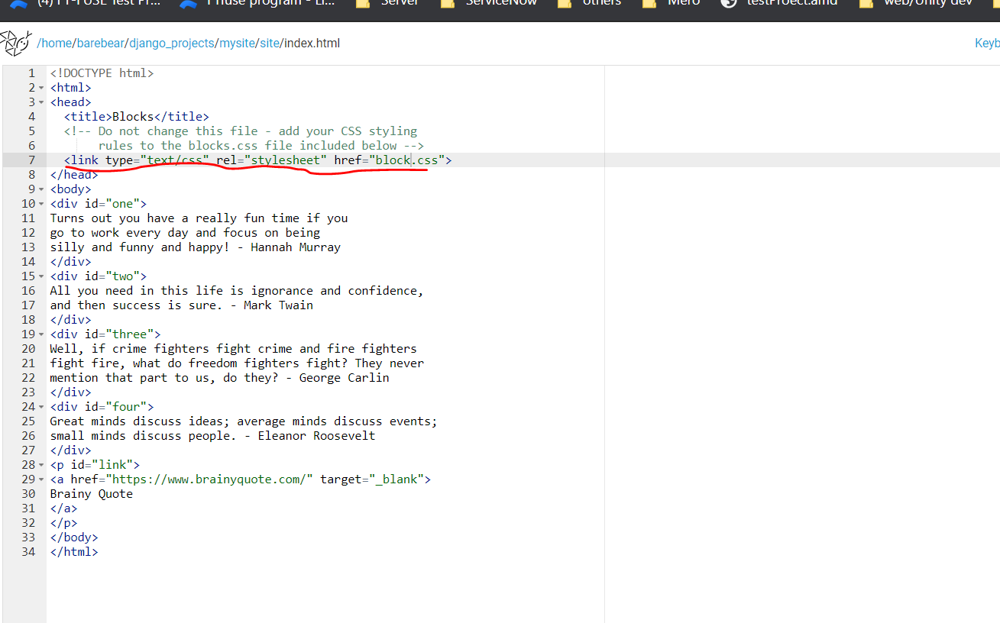 (4) FT-FUSE Test Pr... Server ServiceNow others Mero testProect.amd web/Unity dev
/home/barebear/django_projects/mysite/site/index.html Keyb
1 <!DOCTYPE html>
2 <html>
3 <head>
4 <title>Blocks</title>
5 <!-- Do not change this file - add your CSS styling
6 rules to the blocks.css file included below -->
7 <link type="text/css" rel="stylesheet" href="block.css">
8 </head>
9 <body>
10 <div id="one">
11 Turns out you have a really fun time if you
12 go to work every day and focus on being
13 silly and funny and happy! - Hannah Murray
14 </div>
15 <div id="two">
16 All you need in this life is ignorance and confidence,
17 and then success is sure. - Mark Twain
18 </div>
19 <div id="three">
20 Well, if crime fighters fight crime and fire fighters
21 fight fire, what do freedom fighters fight? They never
22 mention that part to us, do they? - George Carlin
23 </div>
24 <div id="four">
25 Great minds discuss ideas; average minds discuss events;
26 small minds discuss people. - Eleanor Roosevelt
27 </div>
28 <p id="link">
29 <a href="https://www.brainyquote.com/" target="_blank">
30 Brainy Quote
31 </a>
32 </p>
33 </body>
34 </html>